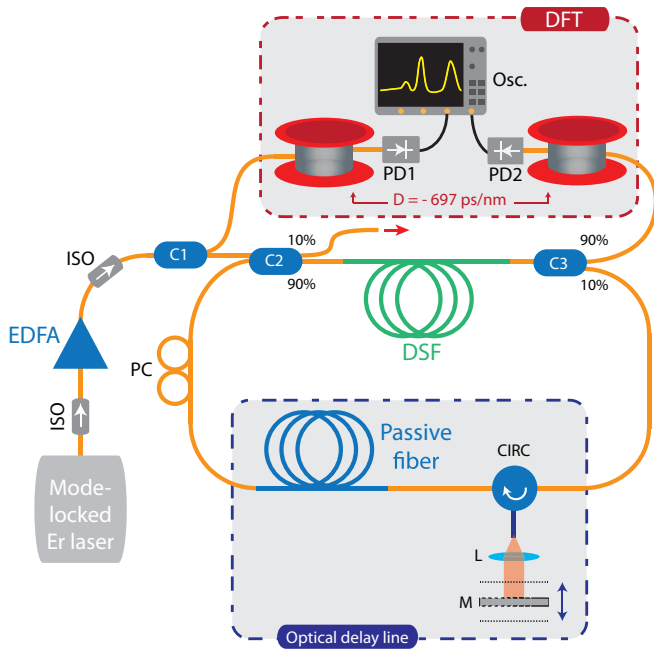 DFT
Osc.
PD1
PD2
D = - 697 ps/nm
ISO
C1
10%
C2
90%
90%
C3
10%
DSF
EDFA
PC
ISO
Mode-
locked
Er laser
Passive
fiber
CIRC
L
M
Optical delay line